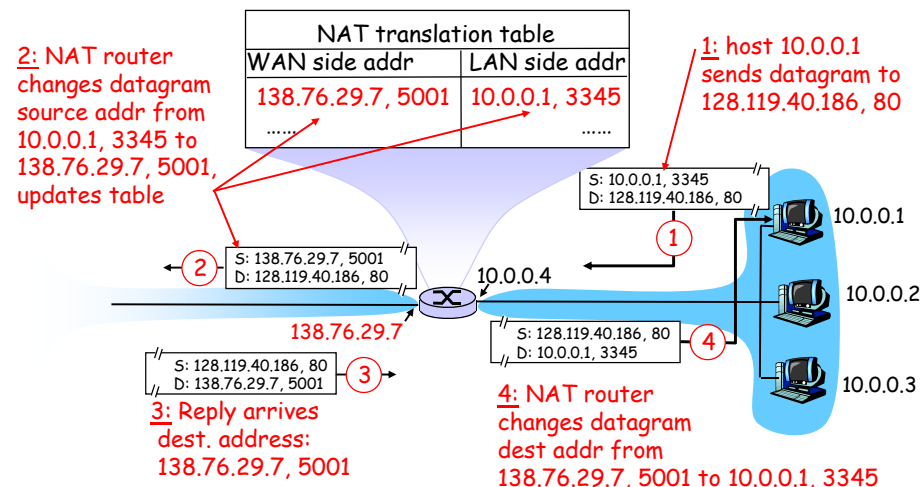 NAT translation table
WAN side addr LAN side addr
138.76.29.7, 5001 10.0.0.1, 3345
...... ......
2: NAT router
changes datagram
source addr from
10.0.0.1, 3345 to
138.76.29.7, 5001,
updates table
1: host 10.0.0.1
sends datagram to
128.119.40.186, 80
S: 10.0.0.1, 3345
D: 128.119.40.186, 80
1
10.0.0.1
S: 138.76.29.7, 5001
D: 128.119.40.186, 80
2
10.0.0.4
10.0.0.2
138.76.29.7
S: 128.119.40.186, 80
D: 10.0.0.1, 3345
4
S: 128.119.40.186, 80
D: 138.76.29.7, 5001
3
10.0.0.3
3: Reply arrives
dest. address:
138.76.29.7, 5001
4: NAT router
changes datagram
dest addr from
138.76.29.7, 5001 to 10.0.0.1, 3345